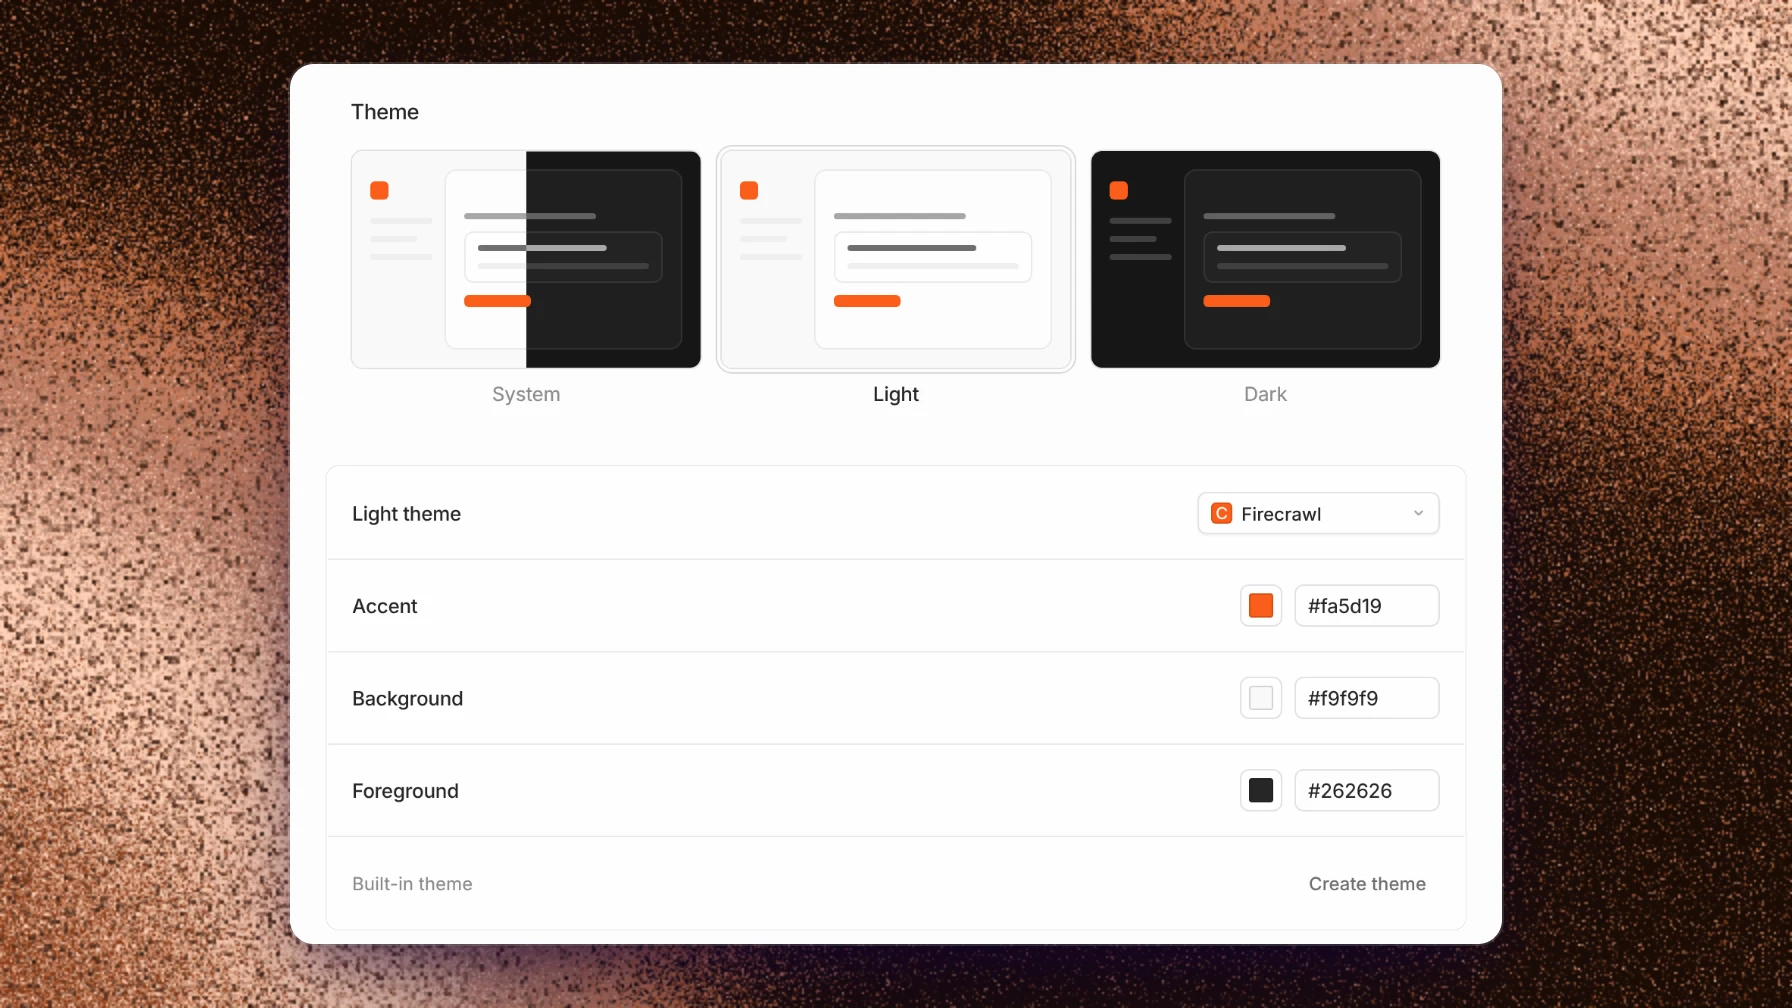 Theme
System
Light
Dark
Light theme
C Firecrawl
Accent
#fa5d19
Background
#f9f9f9
Foreground
#262626
Built-in theme
Create theme